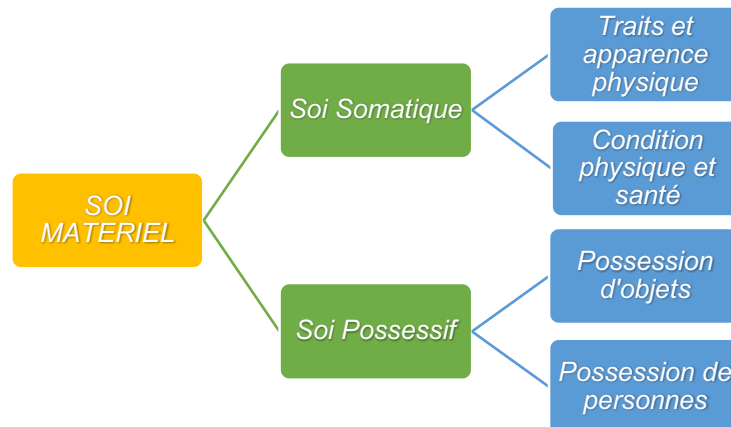 SOI
MATERIEL
Soi Somatique
Traits et
apparence
physique
Condition
physique et
santé
Soi Possessif
Possession
d'objets
Possession de
personnes